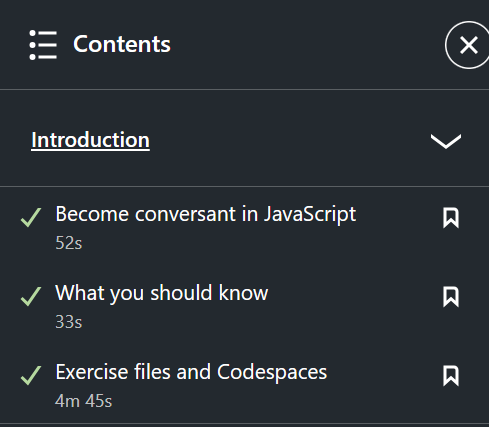 Contents
Introduction
Become conversant in JavaScript
52s
What you should know
33s
Exercise files and Codespaces
4m 45s